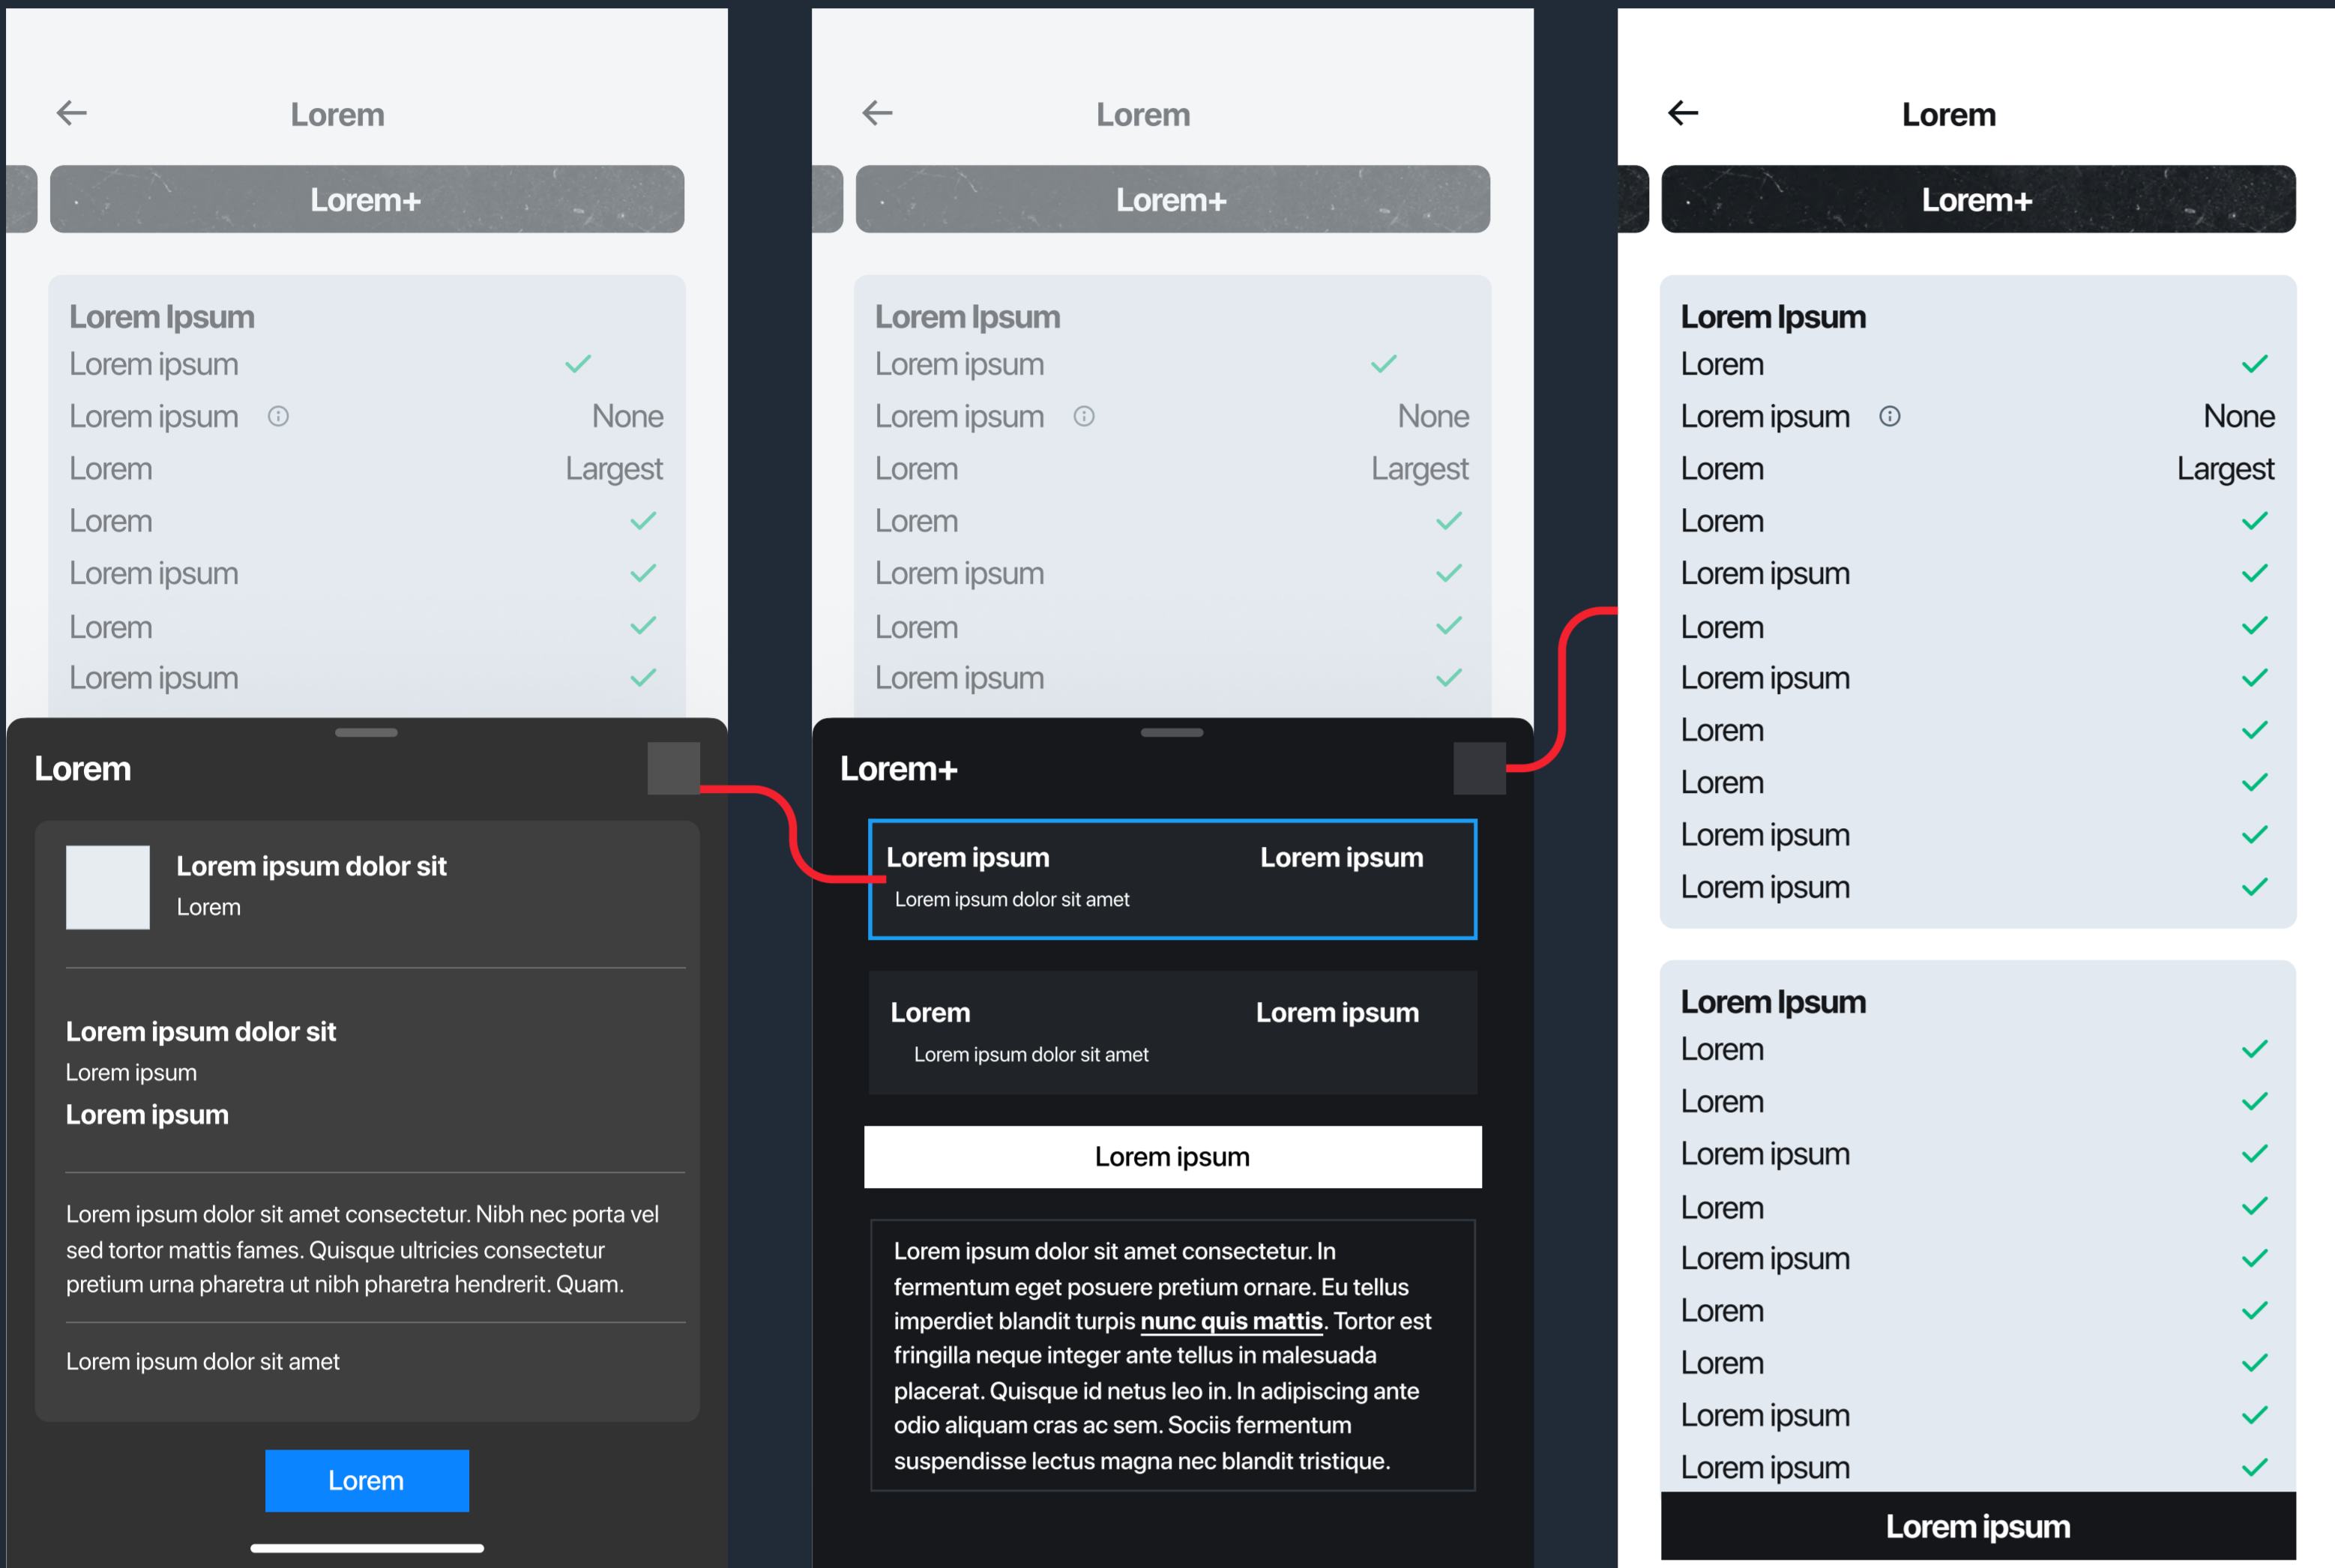 Lorem
Lorem+
Lorem Ipsum
Lorem ipsum
Lorem ipsum None
Lorem Largest
Lorem
Lorem ipsum
Lorem
Lorem ipsum
Lorem
Lorem ipsum dolor sit
Lorem
Lorem ipsum dolor sit
Lorem ipsum
Lorem ipsum
Lorem ipsum dolor sit amet consectetur. Nibh nec porta vel
sed tortor mattis fames. Quisque ultricies consectetur
pretium urna pharetra ut nibh pharetra hendrerit. Quam.
Lorem ipsum dolor sit amet
Lorem
Lorem
Lorem+
Lorem Ipsum
Lorem ipsum
Lorem ipsum None
Lorem Largest
Lorem
Lorem ipsum
Lorem
Lorem ipsum
Lorem+
Lorem ipsum Lorem ipsum
Lorem ipsum dolor sit amet
Lorem Lorem ipsum
Lorem ipsum dolor sit amet
Lorem ipsum
Lorem ipsum dolor sit amet consectetur. In
fermentum eget posuere pretium ornare. Eu tellus
imperdiet blandit turpis nunc quis mattis. Tortor est
fringilla neque integer ante tellus in malesuada
placerat. Quisque id netus leo in. In adipiscing ante
odio aliquam cras ac sem. Sociis fermentum
suspendisse lectus magna nec blandit tristique.
Lorem
Lorem+
Lorem Ipsum
Lorem
Lorem ipsum None
Lorem Largest
Lorem
Lorem ipsum
Lorem
Lorem ipsum
Lorem
Lorem
Lorem ipsum
Lorem ipsum
Lorem Ipsum
Lorem
Lorem
Lorem ipsum
Lorem
Lorem ipsum
Lorem
Lorem
Lorem ipsum
Lorem ipsum
Lorem ipsum